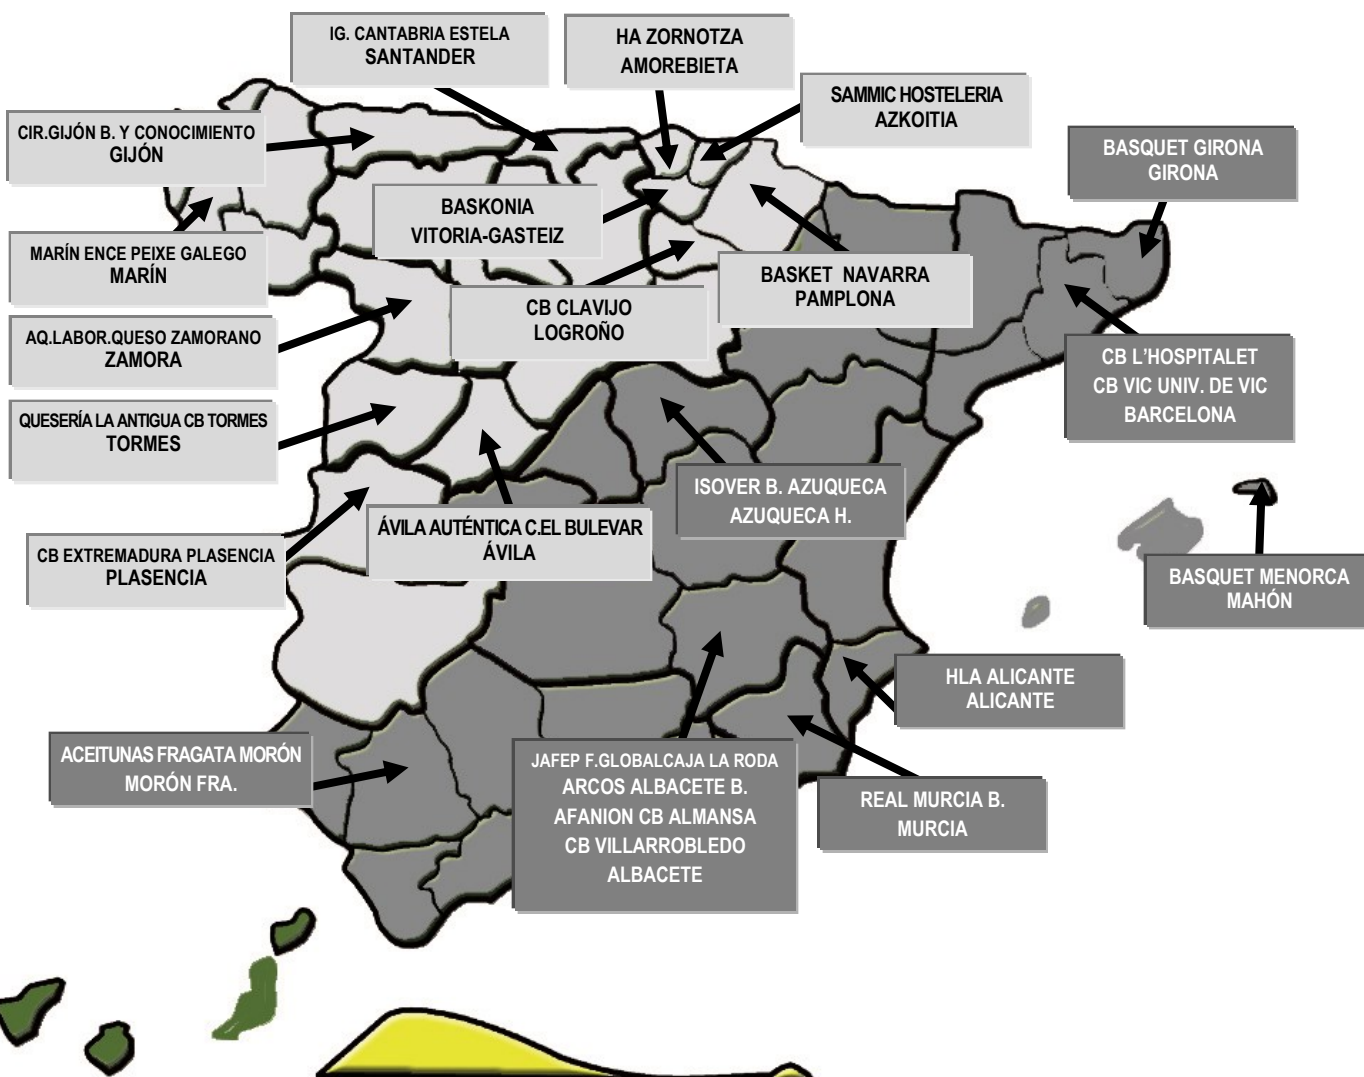 IG. CANTABRIA ESTELA
SANTANDER
HA ZORNOTZA
AMOREBIETA
SAMMIC HOSTELERIA
AZKOITIA
CIR.GIJÓN B. Y CONOCIMIENTO
GIJÓN
BASQUET GIRONA
GIRONA
BASKONIA
VITORIA-GASTEIZ
MARÍN ENCE PEIXE GALEGO
MARÍN
BASKET NAVARRA
PAMPLONA
CB CLAVIJO
LOGROÑO
AQ.LABOR.QUESO ZAMORANO
ZAMORA
CB L'HOSPITALET
CB VIC UNIV. DE VIC
BARCELONA
QUESERÍA LA ANTIGUA CB TORMES
TORMES
ISOVER B. AZUQUECA
AZUQUECA H.
ÁVILA AUTÉNTICA C.EL BULEVAR
ÁVILA
CB EXTREMADURA PLASENCIA
PLASENCIA
BASQUET MENORCA
MAHÓN
HLA ALICANTE
ALICANTE
ACEITUNAS FRAGATA MORÓN
MORÓN FRA.
JAFEP F.GLOBALCAJA LA RODA
ARCOS ALBACETE B.
AFANION CB ALMANSA
CB VILLARROBLEDO
ALBACETE
REAL MURCIA B.
MURCIA